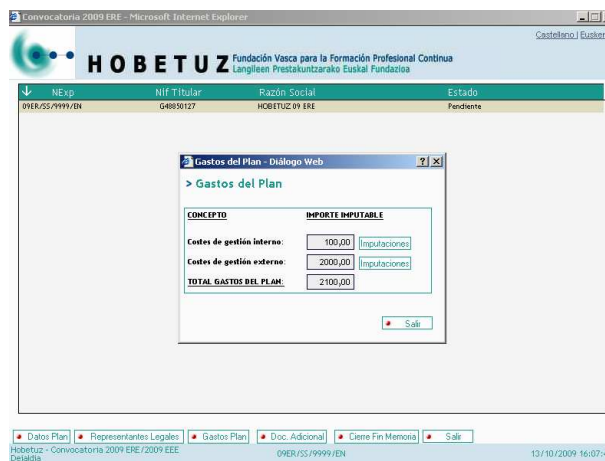 Convocatoria 2009 ERE - Microsoft Internet Explorer
Castellano | Eusker
HOBETUZ
Fundación Vasca para la Formación Profesional Continua
Langileen Prestakuntzarako Euskal Fundazioa
NExp Nif Titular Razón Social Estado
09ER/SS/9999/EN G48850127 HOBETUZ 09 ERE Pendiente
Gastos del Plan - Diálogo Web
> Gastos del Plan
CONCEPTO IMPORTE IMPUTABLE
Costes de gestión interno: 100,00 Imputaciones
Costes de gestión externo: 2000,00 Imputaciones
TOTAL GASTOS DEL PLAN: 2100,00
Salir
Datos Plan Representantes Legales Gastos Plan Doc. Adicional Cierre Fin Memoria Salir
Hobetuz - Convocatoria 2009 ERE/2009 EEE
Deialdia
09ER/SS/9999/EN
13/10/2009 16:07: